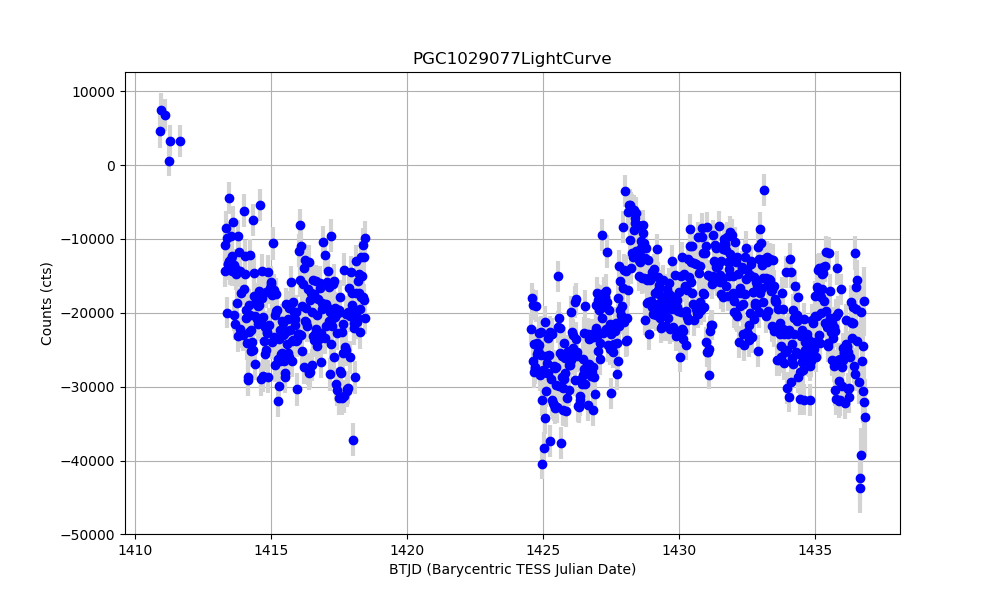 PGC1029077LightCurve
Counts (cts)
10000
0
−10000
−20000
−30000
−40000
−50000
1410 1415 1420 1425 1430 1435
BTJD (Barycentric TESS Julian Date)